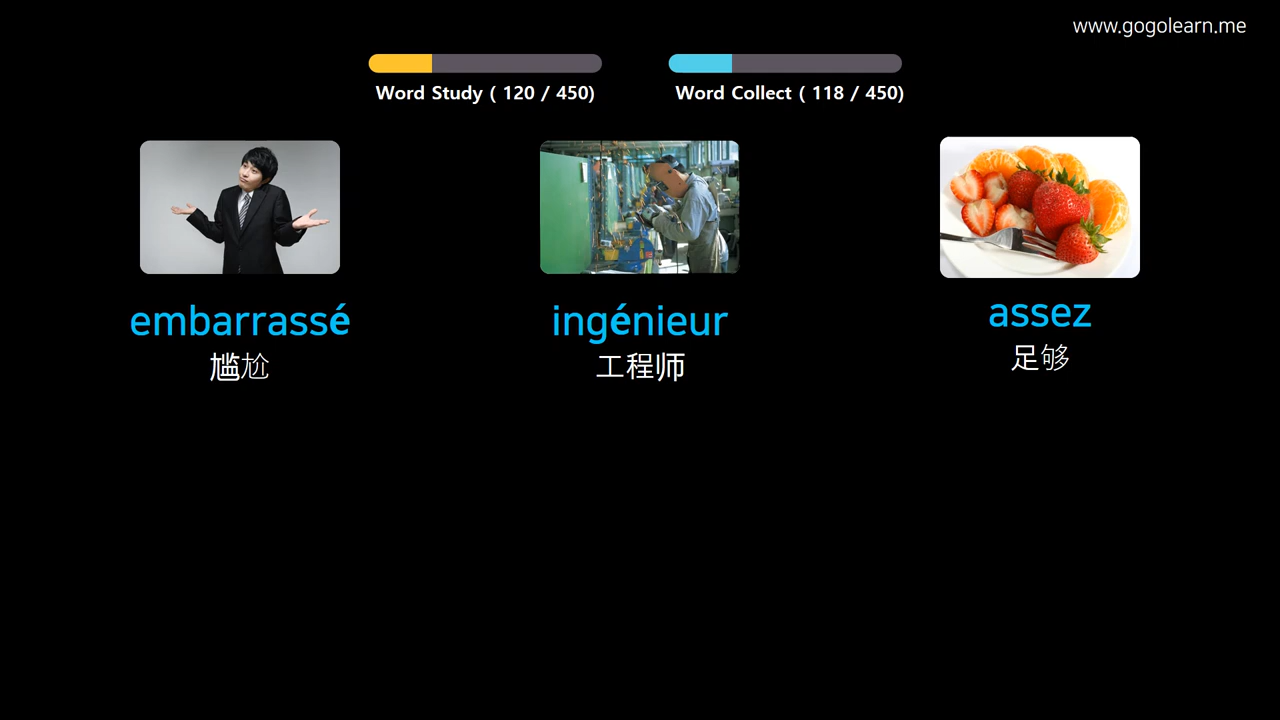 www.gogolearn.me
Word Study ( 120 / 450)
Word Collect ( 118 / 450)
embarrassé
尴尬
ingénieur
工程师
assez
足够